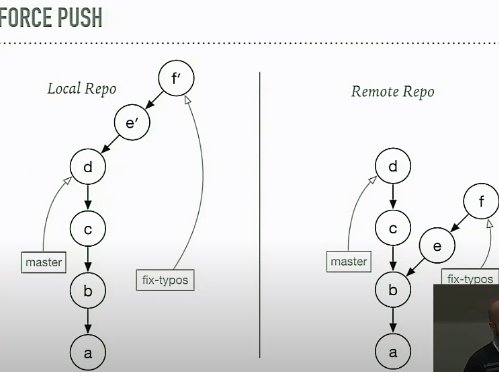 FORCE PUSH
Local Repo
f'
e'
d
c
master
fix-typos
b
a
Remote Repo
d
f
c
e
master
fix-typos
b
a